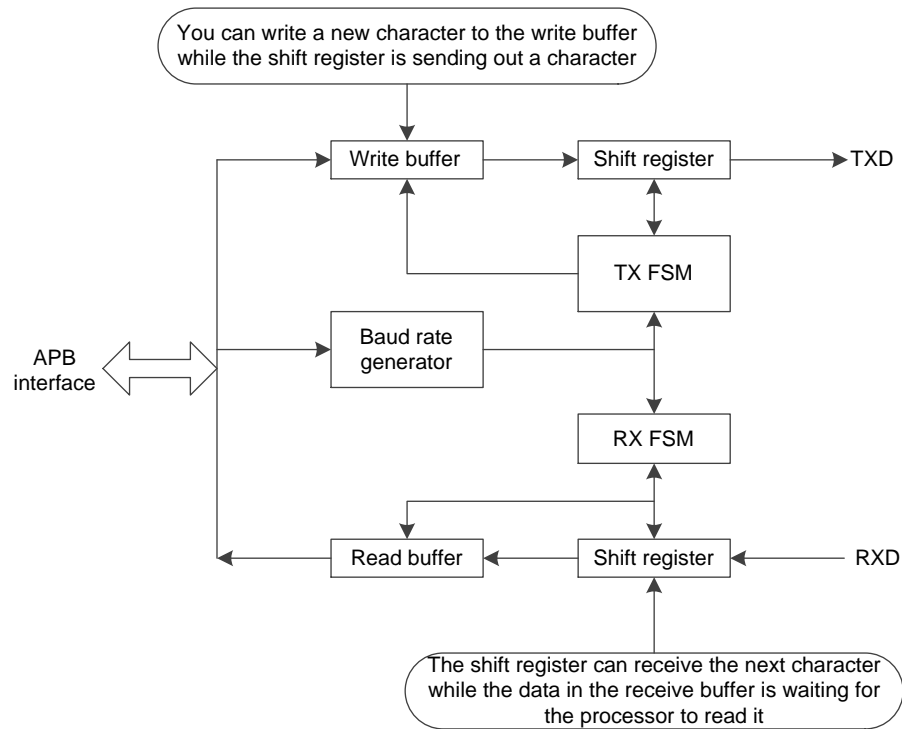 You can write a new character to the write buffer
while the shift register is sending out a character
Write buffer
Shift register
TXD
TX FSM
Baud rate
generator
APB
interface
RX FSM
Read buffer
Shift register
RXD
The shift register can receive the next character
while the data in the receive buffer is waiting for
the processor to read it